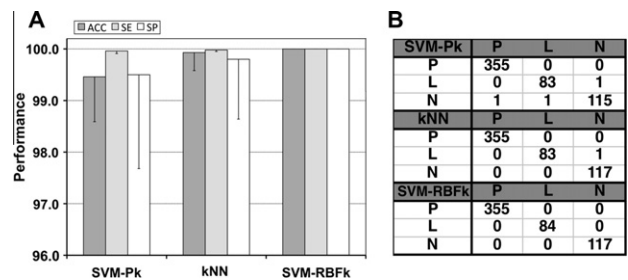 A
ACC SE SP
100.0
99.0
98.0
97.0
96.0
Performance
SVM-Pk kNN SVM-RBFk
B
SVM-Pk P L N
P 355 0 0
L 0 83 1
N 1 1 115
kNN P L N
P 355 0 0
L 0 83 1
N 0 0 117
SVM-RBFk P L N
P 355 0 0
L 0 84 0
N 0 0 117